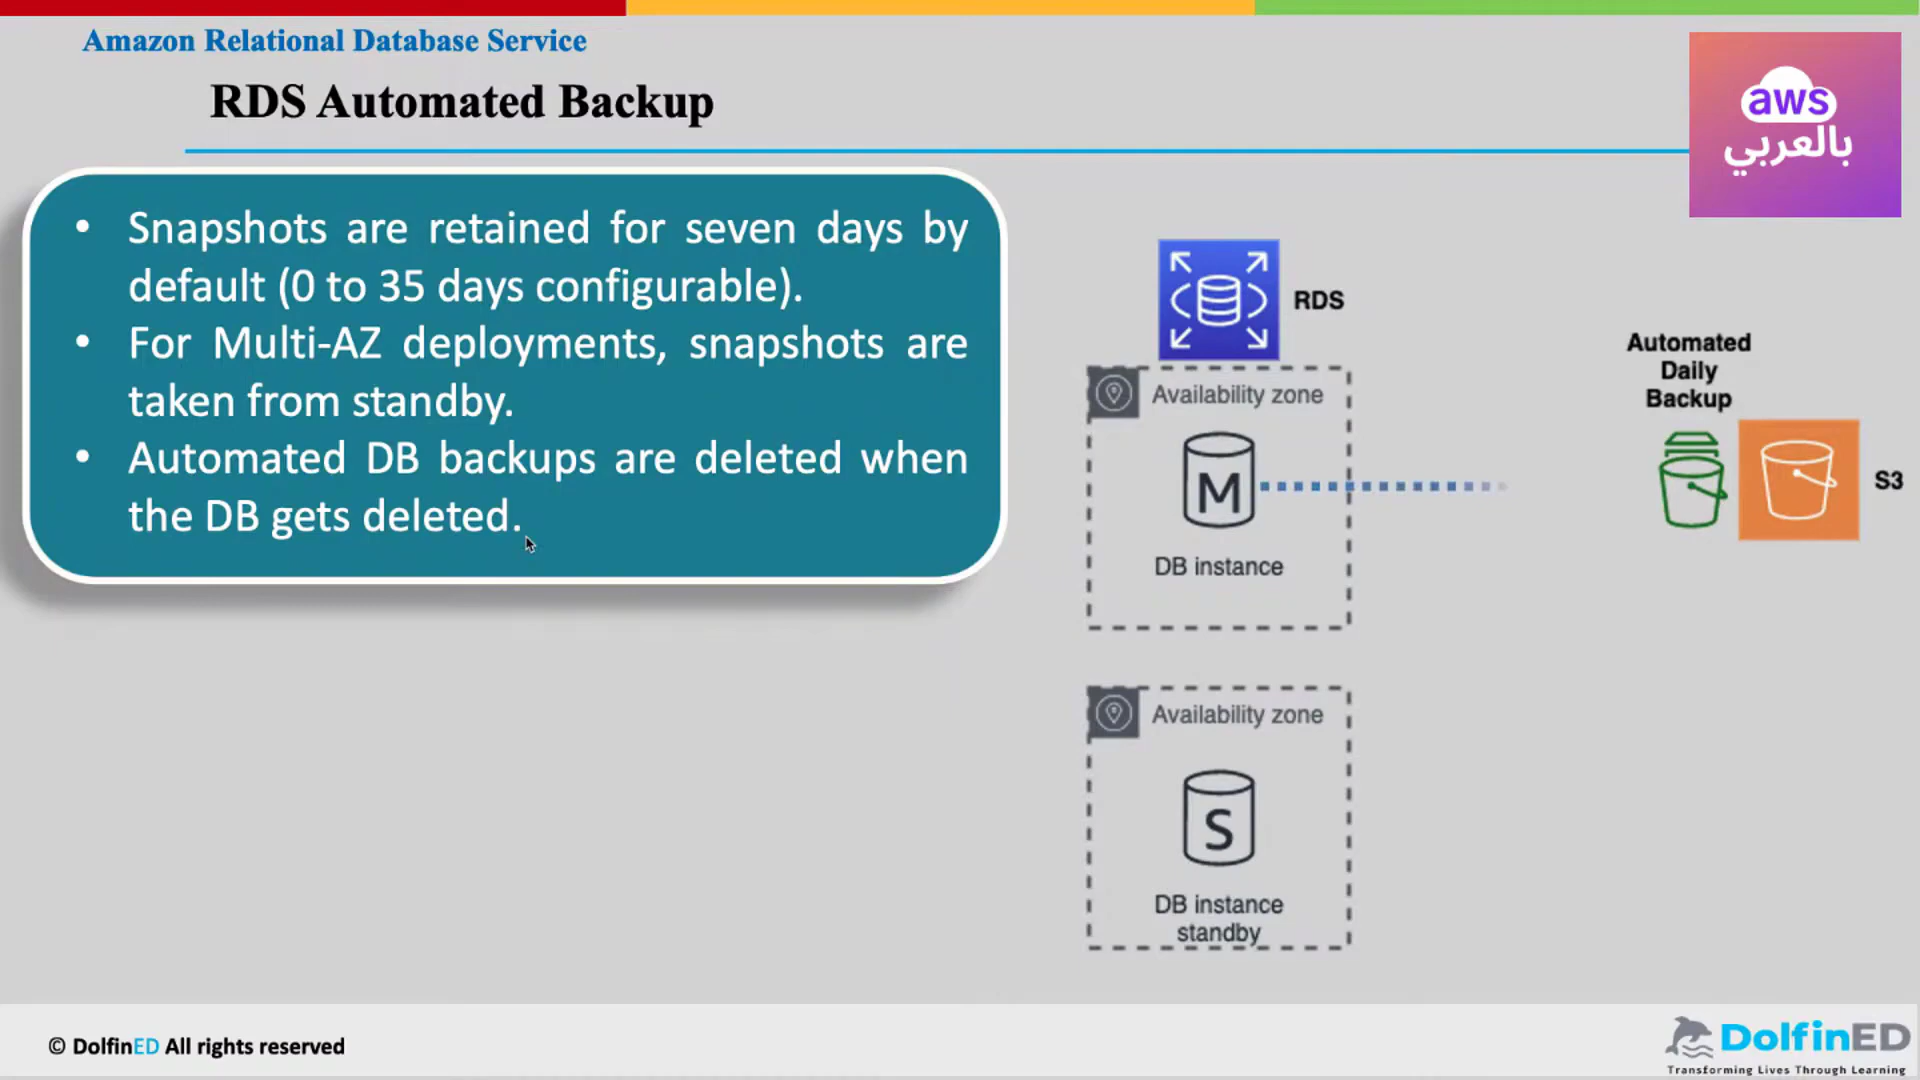 Amazon Relational Database Service
RDS Automated Backup
aws
بالعربي
• Snapshots are retained for seven days by
default (0 to 35 days configurable).
• For Multi-AZ deployments, snapshots are
taken from standby.
• Automated DB backups are deleted when
the DB gets deleted.
RDS
Availability zone
M
DB instance
Automated
Daily
Backup
S3
Availability zone
S
DB instance
standby
© DolfinED All rights reserved
DolfinED
Transforming Lives Through Learning